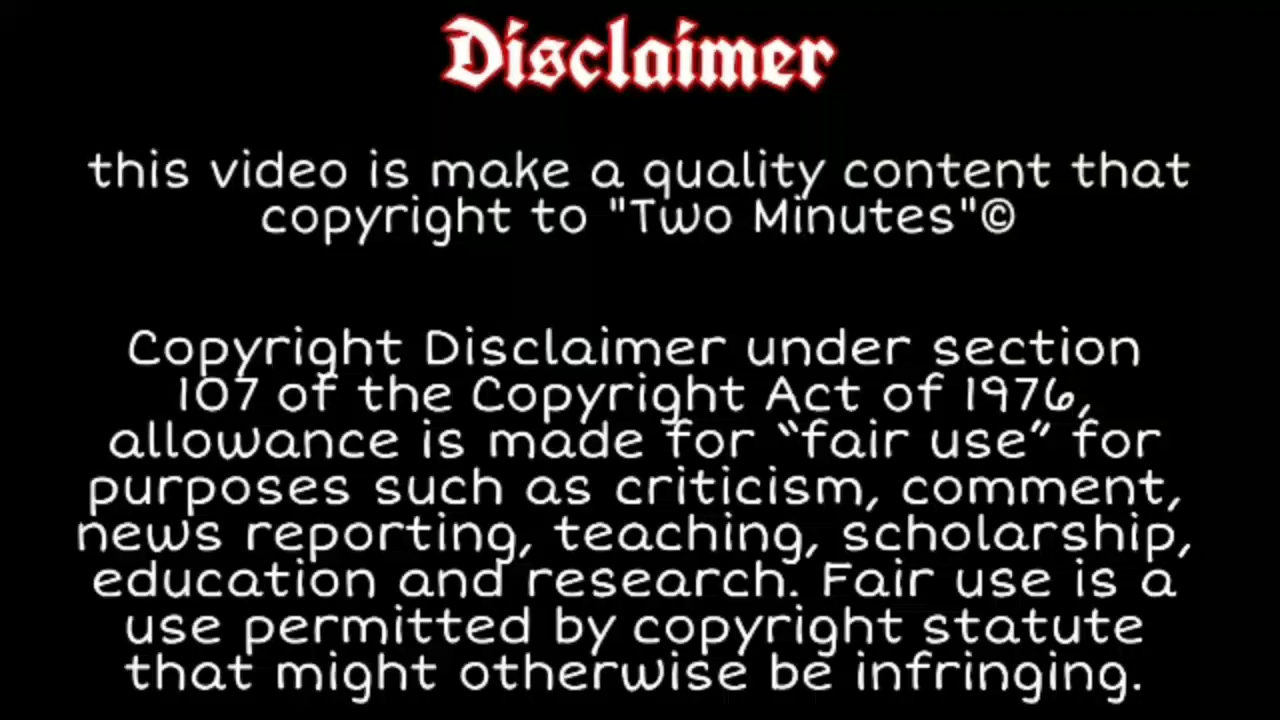 Disclaimer
this video is make a quality content that
copyright to "Two Minutes"©
Copyright Disclaimer under section
107 of the Copyright Act of 1976,
allowance is made for “fair use” for
purposes such as criticism, comment,
news reporting, teaching, scholarship,
education and research. Fair use is a
use permitted by copyright statute
that might otherwise be infringing.